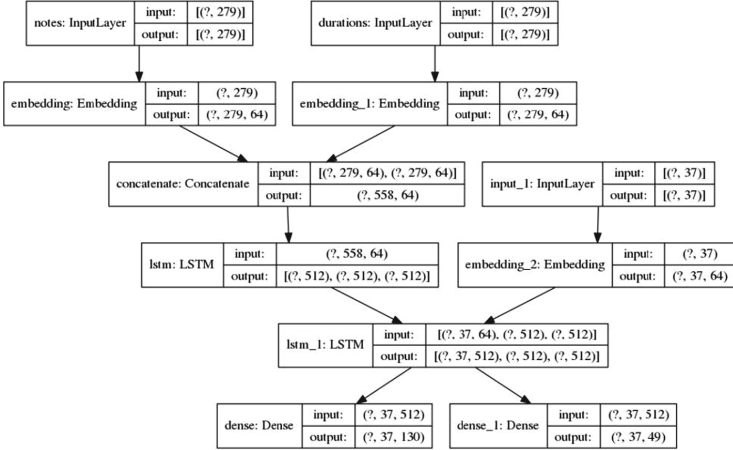 notes: InputLayer input: [(?, 279)] output: [(?, 279)]
durations: InputLayer input: [(?, 279)] output: [(?, 279)]
embedding: Embedding input: (?, 279) output: (?, 279, 64)
embedding_1: Embedding input: (?, 279) output: (?, 279, 64)
concatenate: Concatenate input: [(?, 279, 64), (?, 279, 64)] output: (?, 558, 64)
input_1: InputLayer input: [(?, 37)] output: [(?, 37)]
lstm: LSTM input: (?, 558, 64) output: [(?, 512), (?, 512), (?, 512)]
embedding_2: Embedding input: (?, 37) output: (?, 37, 64)
lstm_1: LSTM input: [(?, 37, 64), (?, 512), (?, 512)] output: [(?, 37, 512), (?, 512), (?, 512)]
dense: Dense input: (?, 37, 512) output: (?, 37, 130)
dense_1: Dense input: (?, 37, 512) output: (?, 37, 49)